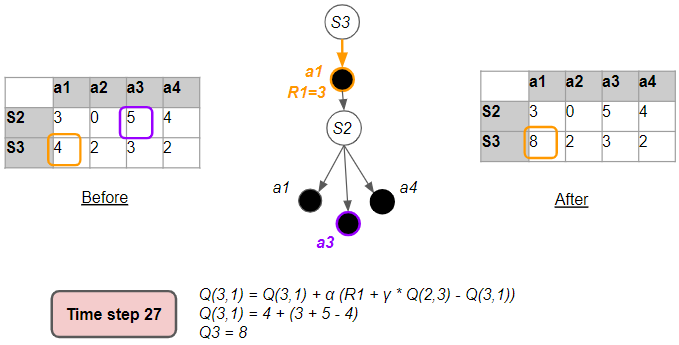 S3
a1
R1=3
a1 a2 a3 a4
S2 3 0 5 4
S3 4 2 3 2
Before
S2
a1
a4
a3
a1 a2 a3 a4
S2 3 0 5 4
S3 8 2 3 2
After
Time step 27
Q(3,1) = Q(3,1) + α (R1 + γ * Q(2,3) - Q(3,1))
Q(3,1) = 4 + (3 + 5 - 4)
Q3 = 8